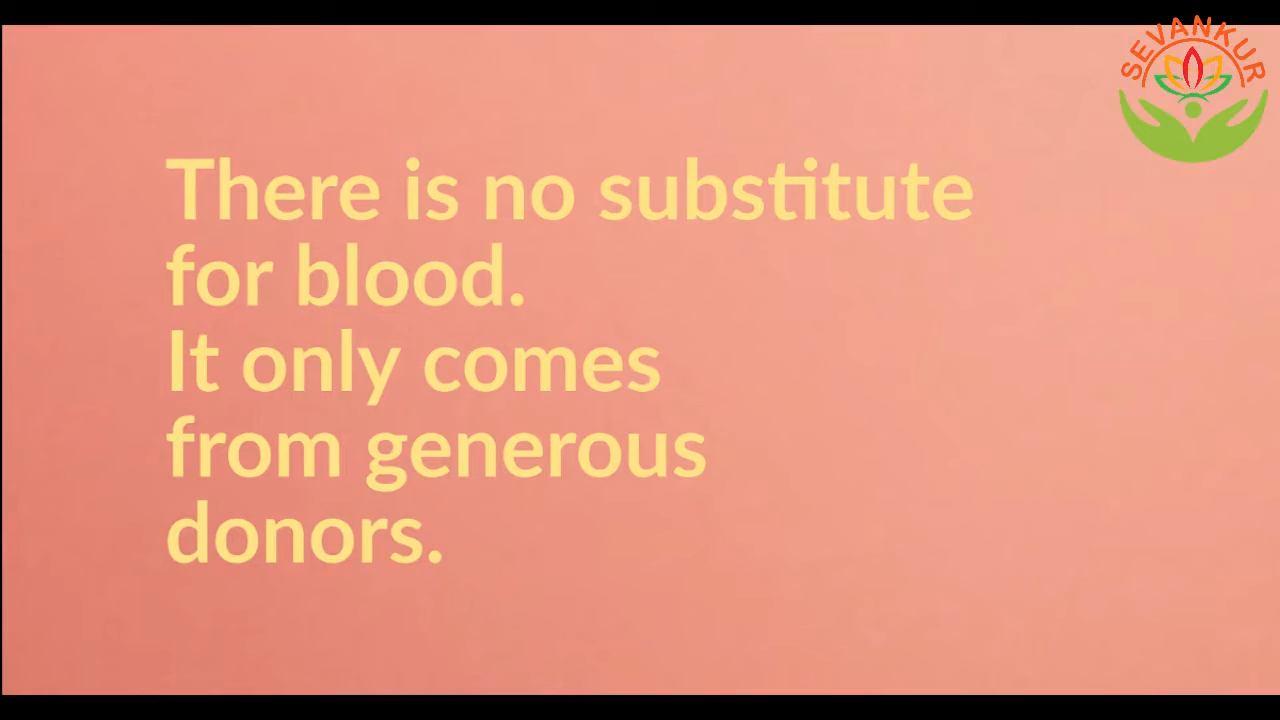 SEVANKUR
There is no substitute
for blood.
It only comes
from generous
donors.